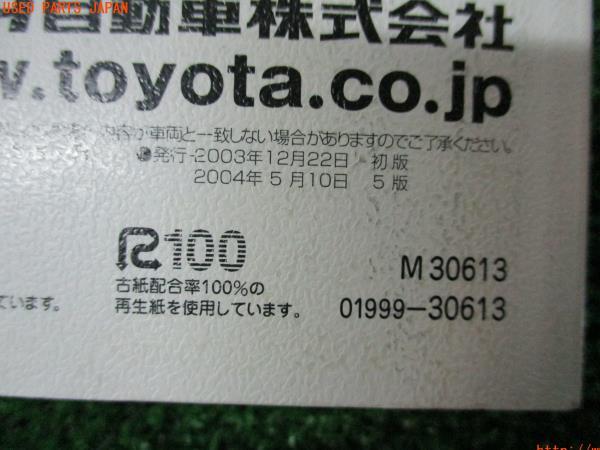 USED PARTS JAPAN
自動車株式会社
w.toyota.co.jp
内容が車両と一致しない場合がありますのでご了承ください。
発行-2003年12月22日 初版
2004年 5月10日 5版
R100
古紙配合率100%の
再生紙を使用しています。
ています。
M 30613
01999-30613